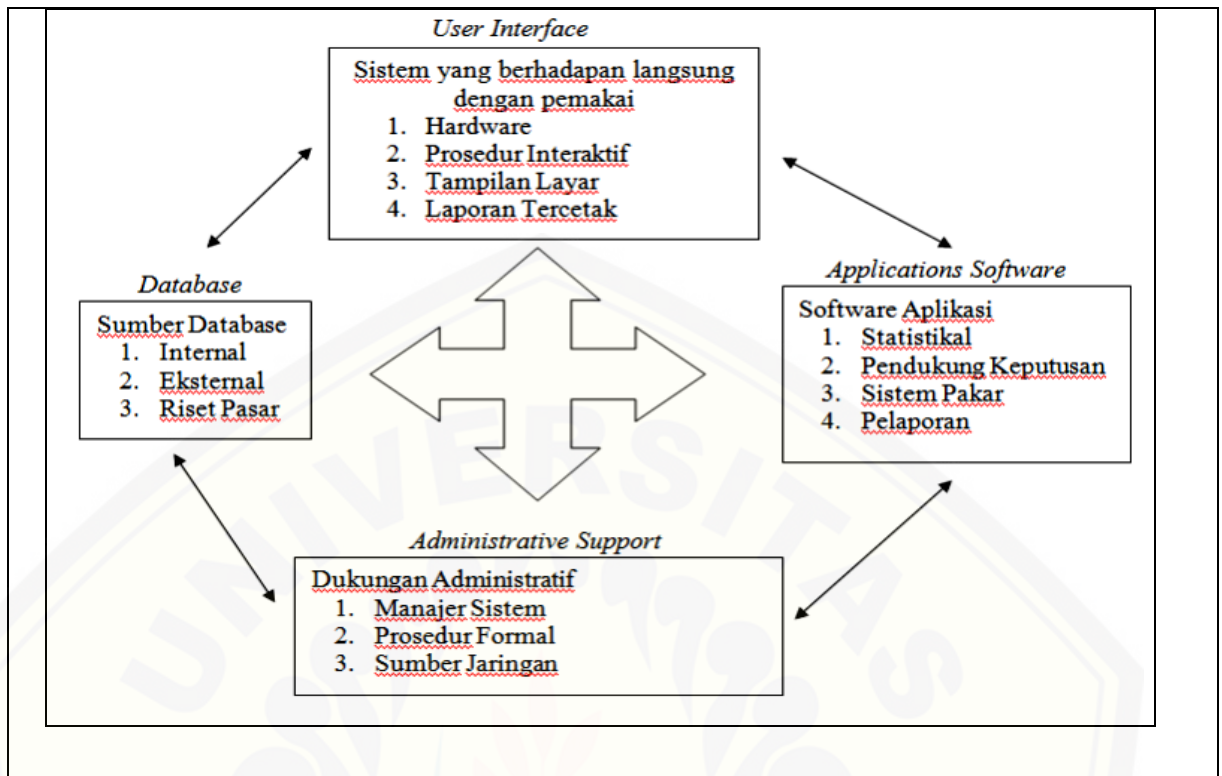 User Interface
Sistem yang berhadapan langsung
dengan pemakai
1. Hardware
2. Prosedur Interaktif
3. Tampilan Layar
4. Laporan Tercetak
Database
Sumber Database
1. Internal
2. Eksternal
3. Riset Pasar
Applications Software
Software Aplikasi
1. Statistikal
2. Pendukung Keputusan
3. Sistem Pakar
4. Pelaporan
Administrative Support
Dukungan Administratif
1. Manajer Sistem
2. Prosedur Formal
3. Sumber Jaringan
UNIVERSITAS